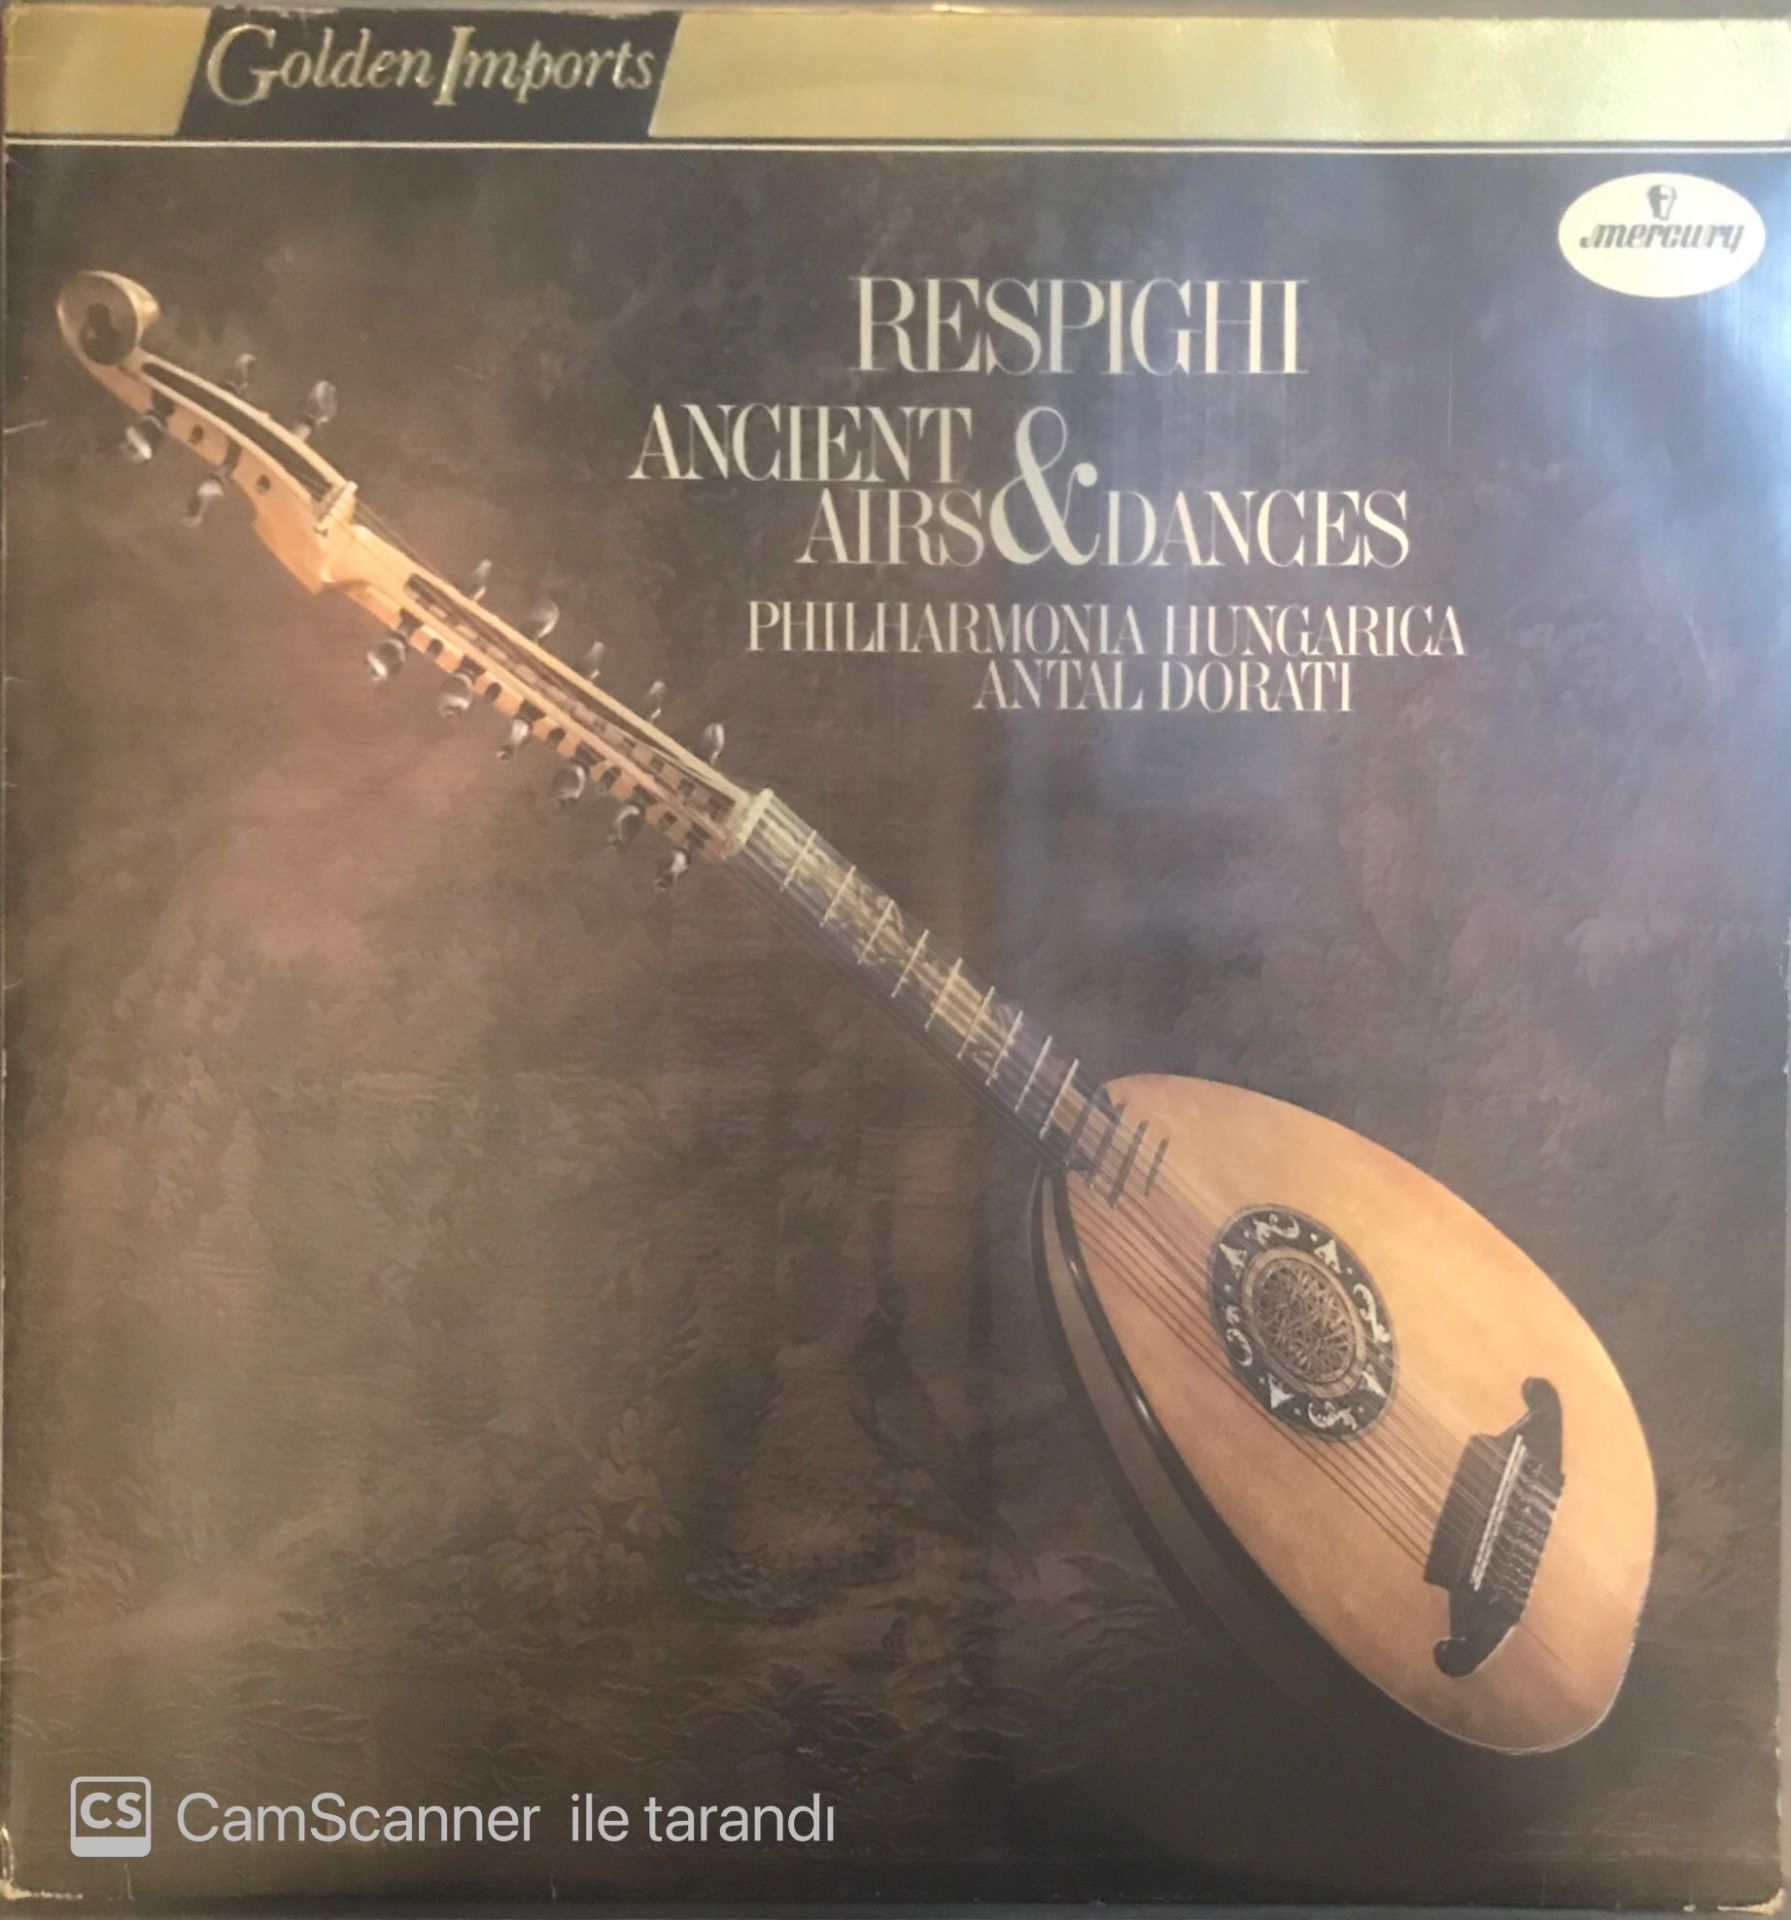 Golden Imports
mercury
RESPIGHI
ANCIENT
AIRS & DANCES
PHILHARMONIA HUNGARICA
ANTAL DORATI
CS CamScanner ile tarandı